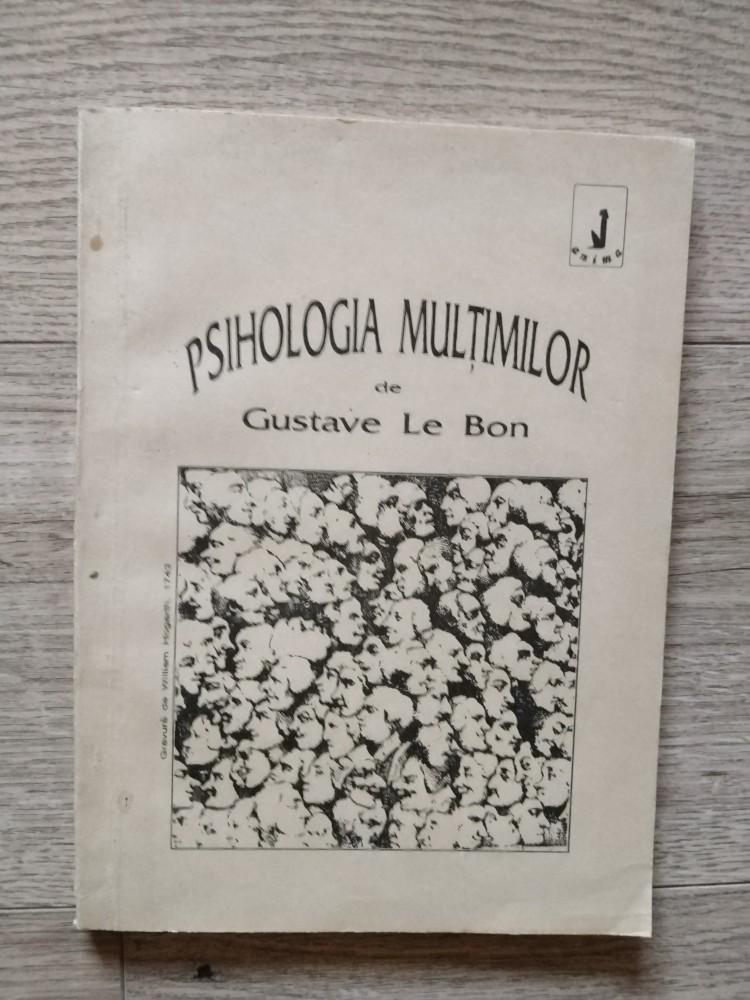 anima
PSIHOLOGIA MULȚIMILOR
de
Gustave Le Bon
Gravură de William Hogarth, 1743